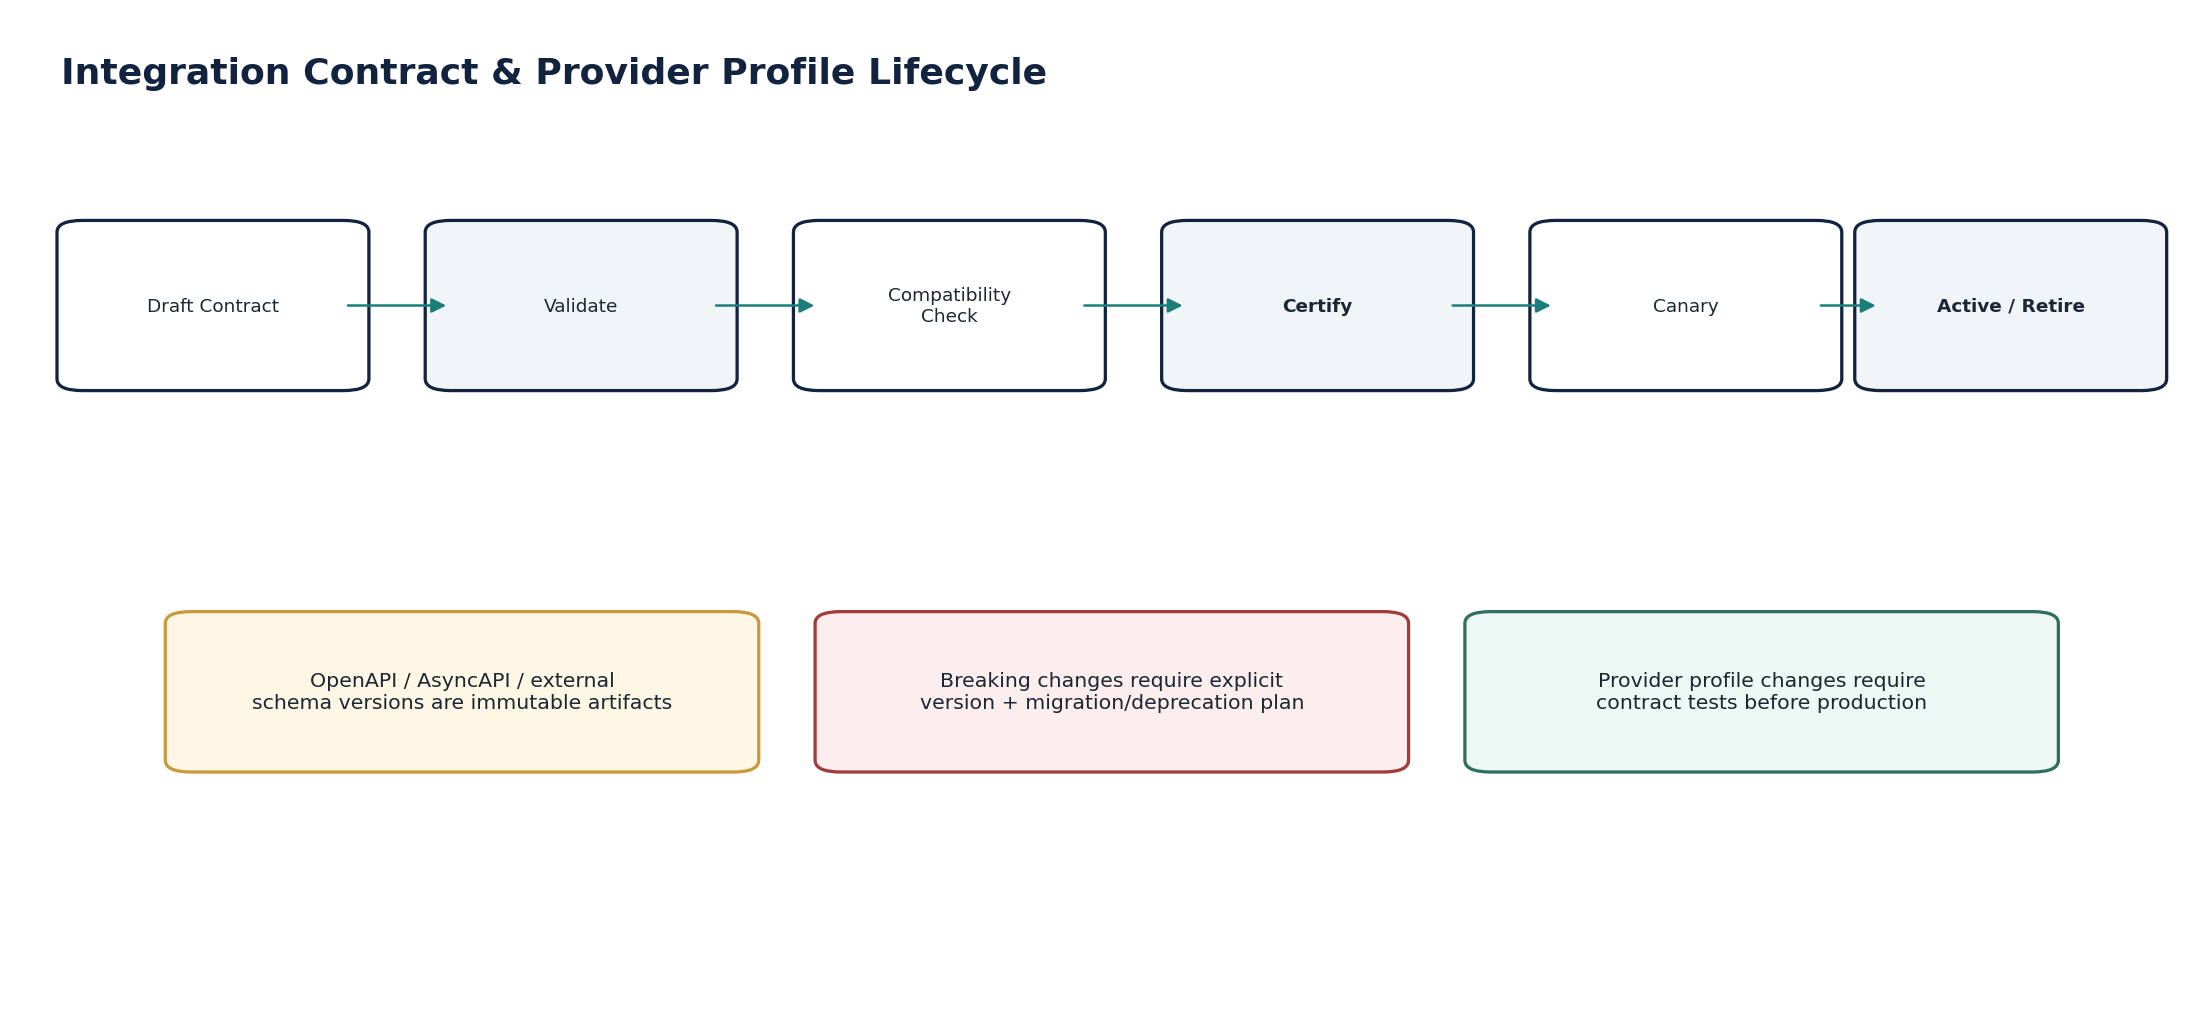 Integration Contract & Provider Profile Lifecycle
Draft Contract
Validate
Compatibility
Check
Certify
Canary
Active / Retire
OpenAPI / AsyncAPI / external
schema versions are immutable artifacts
Breaking changes require explicit
version + migration/deprecation plan
Provider profile changes require
contract tests before production